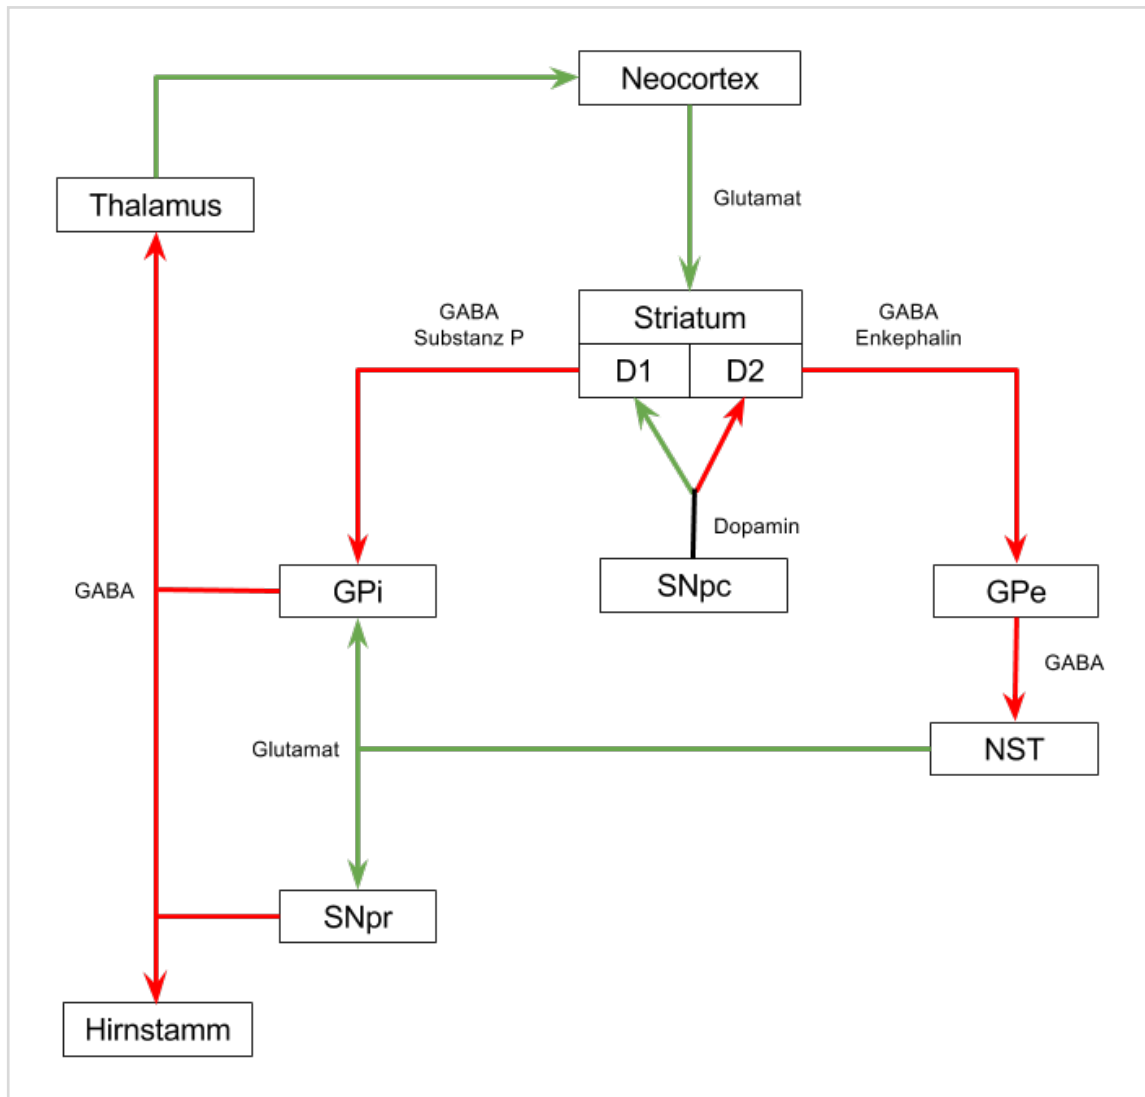 Neocortex
Thalamus
Glutamat
GABA
Substanz P
Striatum
GABA
Enkephalin
D1
D2
Dopamin
GABA
GPi
SNpc
GPe
GABA
Glutamat
NST
SNpr
Hirnstamm